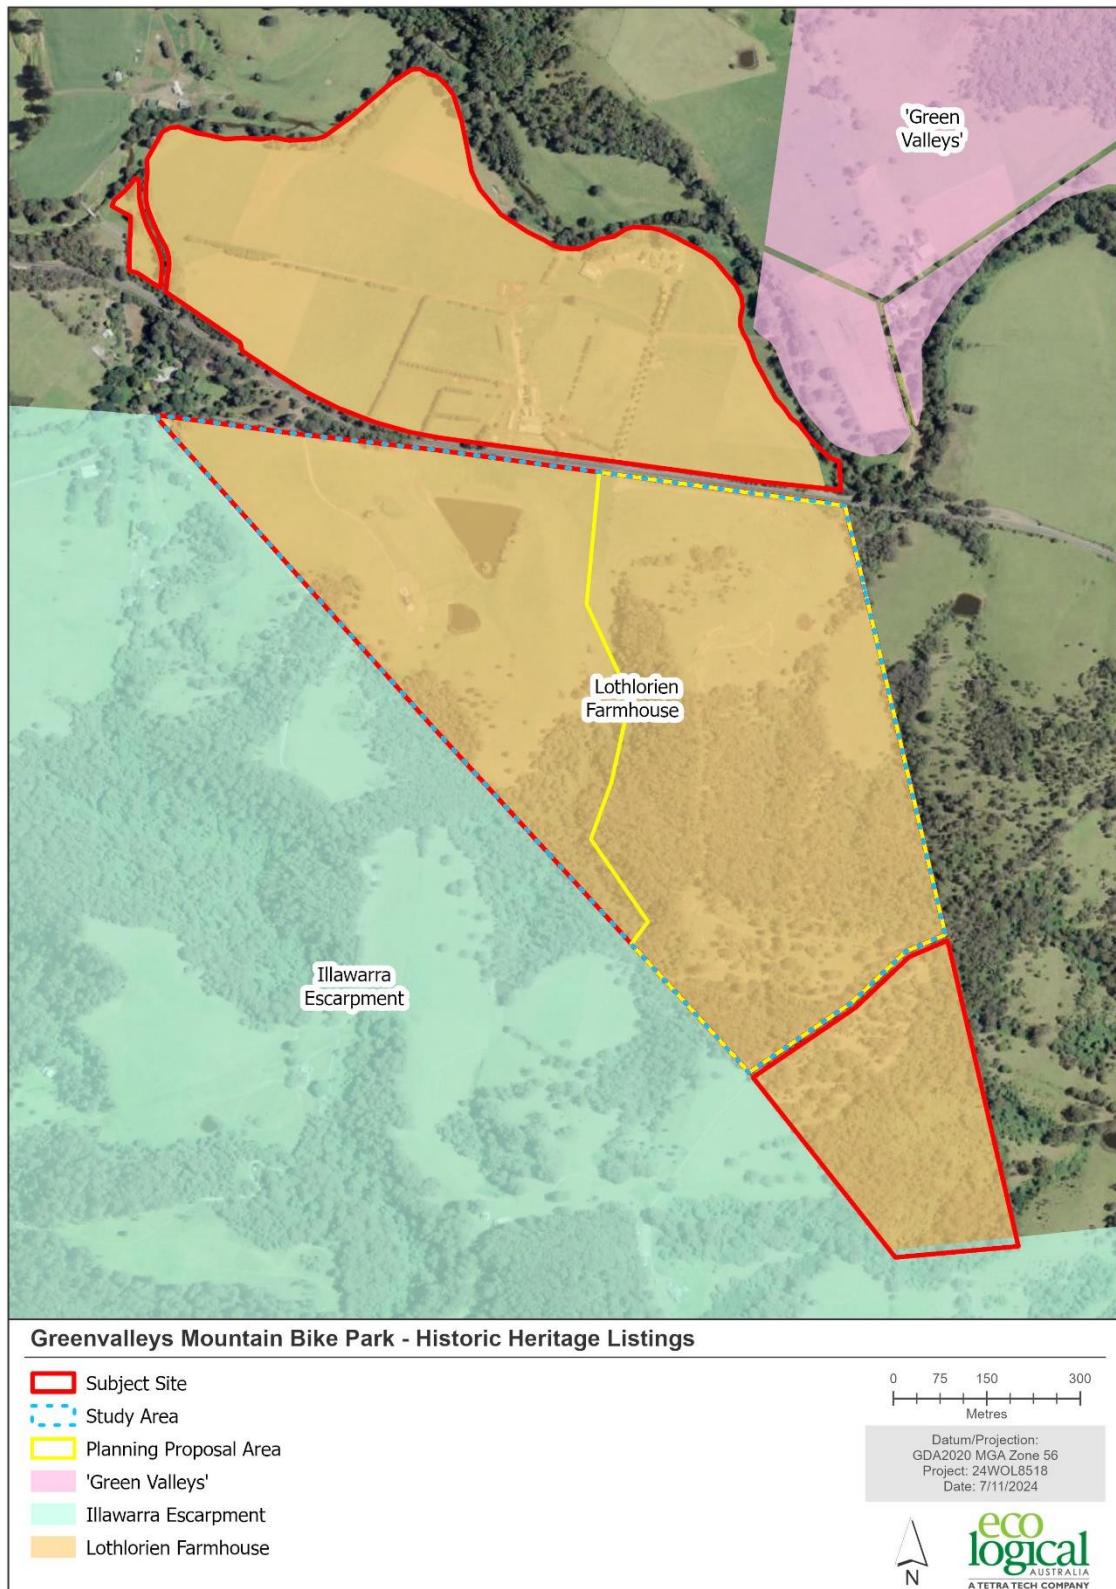 'Green
Valleys'
Lothlorien
Farmhouse
Illawarra
Escarpment
Greenvalleys Mountain Bike Park - Historic Heritage Listings
Subject Site
Study Area
Planning Proposal Area
'Green Valleys'
Illawarra Escarpment
Lothlorien Farmhouse
0 75 150 300
Metres
Datum/Projection:
GDA2020 MGA Zone 56
Project: 24WOL8518
Date: 7/11/2024
N
eco
logical
AUSTRALIA
A TETRA TECH COMPANY